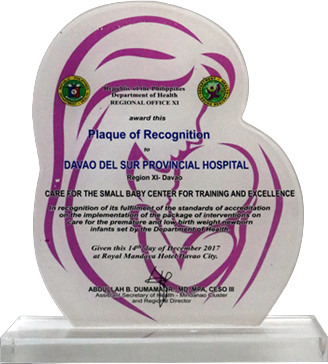 Republic of the Philippines
Department of Health
REGIONAL OFFICE XI
award this
Plaque of Recognition
to
DAVAO DEL SUR PROVINCIAL HOSPITAL
Region XI- Davao
CARE FOR THE SMALL BABY CENTER FOR TRAINING AND EXCELLENCE
In recognition of its fulfilment of the standards of accreditation
on the implementation of the package of interventions on
care for the premature and low birth weight newborn
infants set by the Department of Health
Given this 14th day of December 2017
at Royal Mandaya Hotel Davao City.
ABDULLAH B. DUMAMA, JR., MD, MPA, CESO III
Assistant Secretary of Health - Mindanao Cluster
and Regional Director